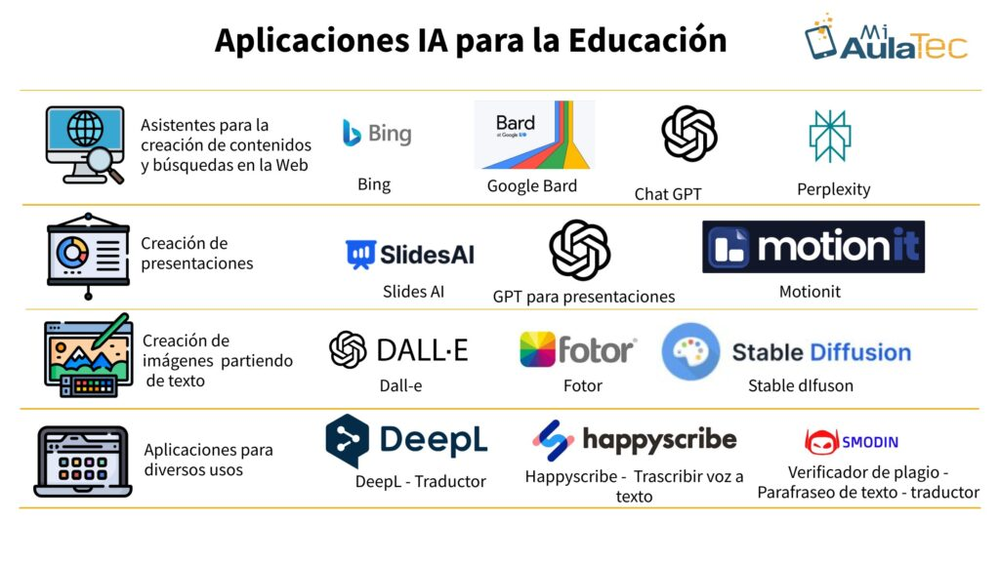 Aplicaciones IA para la Educación
Mi
AulaTec
Asistentes para la
creación de contenidos
y búsquedas en la Web
Bing
Bing
Bard
at Google IO
Google Bard
Chat GPT
Perplexity
Creación de
presentaciones
SlidesAI
Slides AI
GPT para presentaciones
motionit
Motionit
Creación de
imágenes partiendo
de texto
DALL·E
Dall-e
fotor®
Fotor
Stable Diffusion
Stable dIfuson
Aplicaciones para
diversos usos
DeepL
DeepL - Traductor
happyscribe
Happyscribe - Trascribir voz a
texto
SMODIN
Verificador de plagio -
Parafraseo de texto - traductor